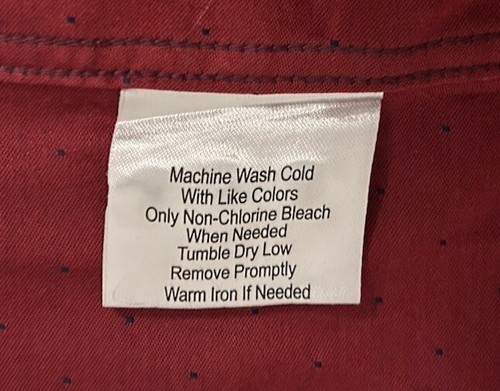 Machine Wash Cold
With Like Colors
Only Non-Chlorine Bleach
When Needed
Tumble Dry Low
Remove Promptly
Warm Iron If Needed